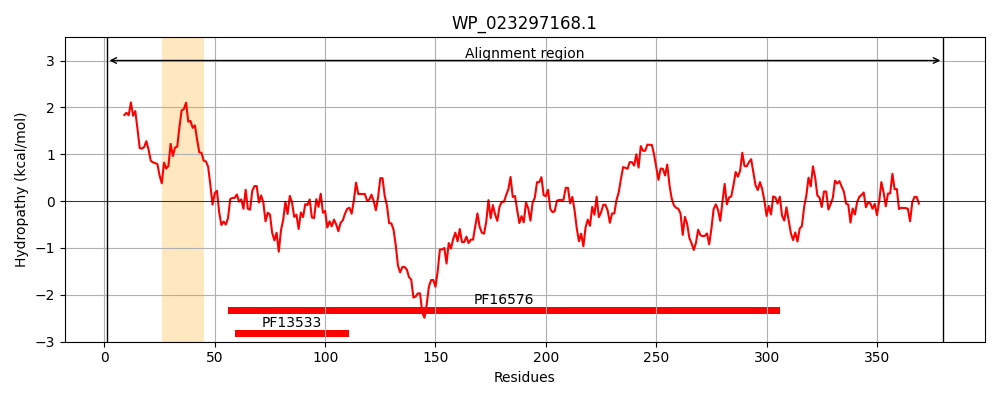 WP_023297168.1
Alignment region
3
2
1
0
−1
−2
−3
Hydropathy (kcal/mol)
PF16576
PF13533
0 50 100 150 200 250 300 350
Residues